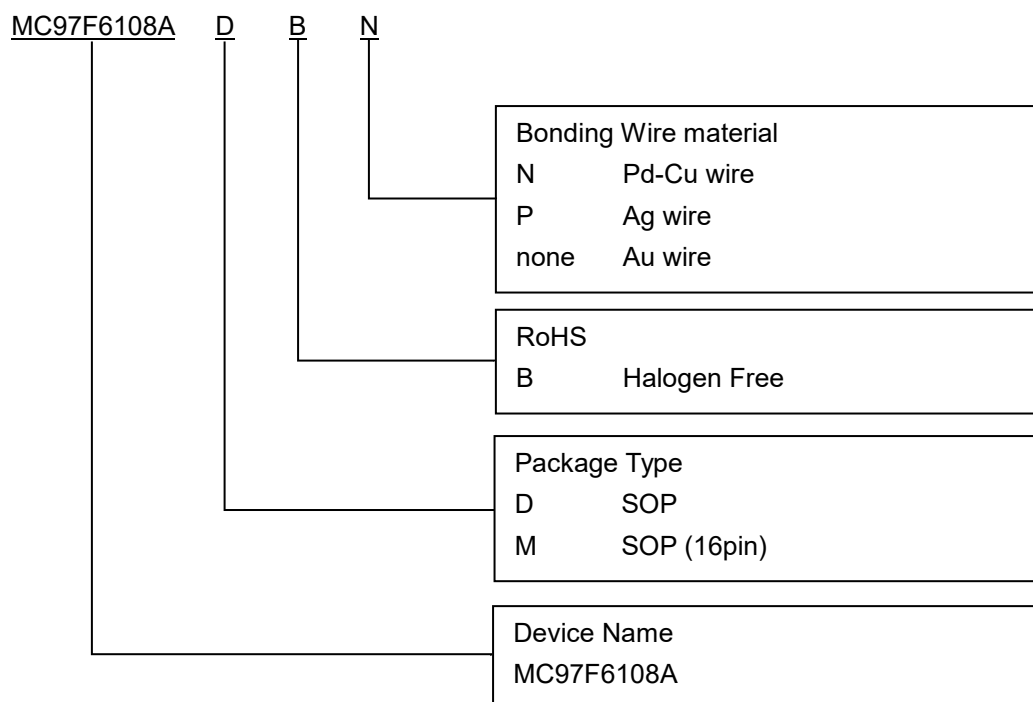 MC97F6108A D B N
Bonding Wire material
N Pd-Cu wire
P Ag wire
none Au wire
RoHS
B Halogen Free
Package Type
D SOP
M SOP (16pin)
Device Name
MC97F6108A